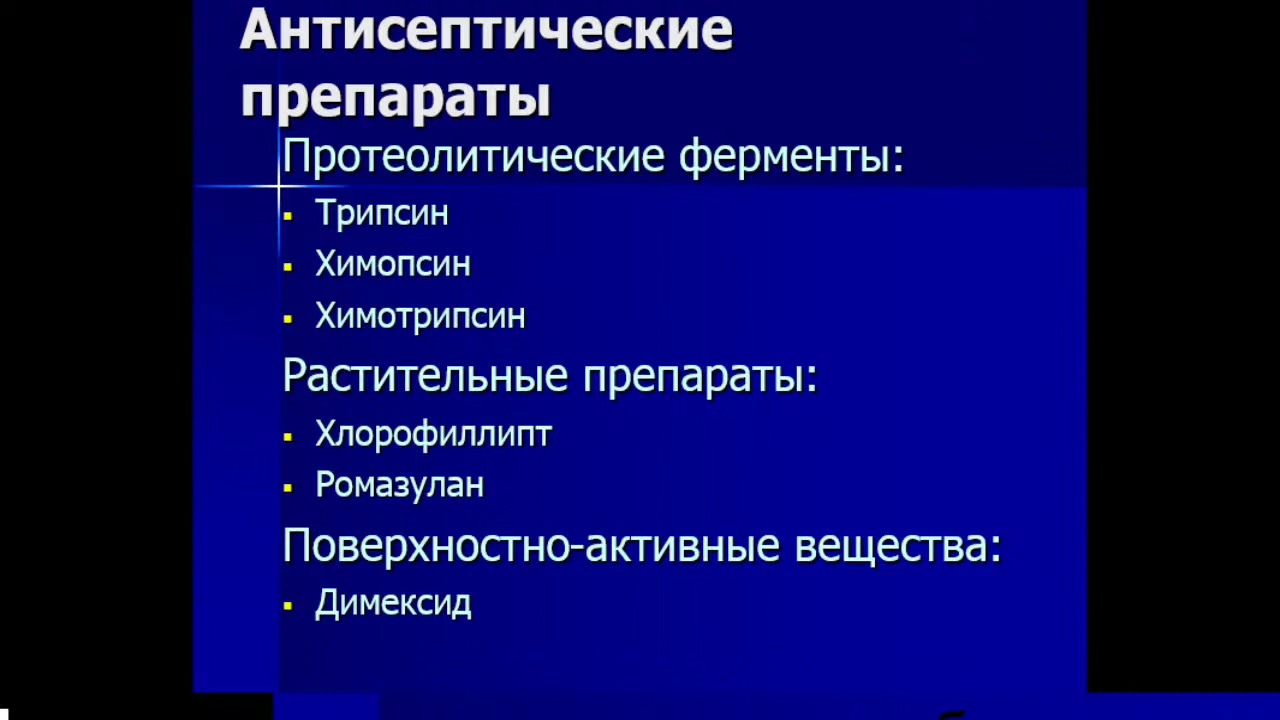 Антисептические
препараты
Протеолитические ферменты:
Трипсин
Химопсин
Химотрипсин
Растительные препараты:
Хлорофиллипт
Ромазулан
Поверхностно-активные вещества:
Димексид